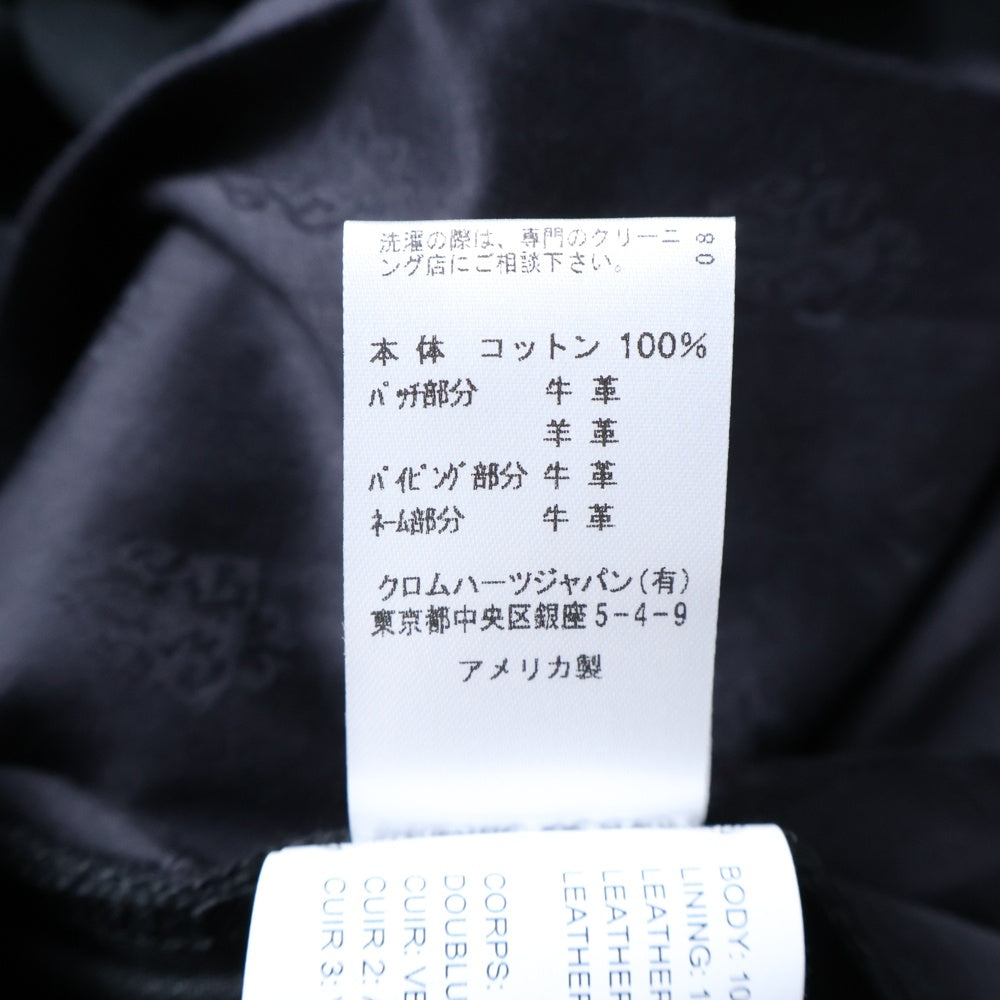 洗濯の際は、専門のクリーニ
ング店にご相談下さい。
80
本体 コットン 100%
パッチ部分 牛革
羊革
パイピング部分 牛革
ネーム部分 牛革
クロムハーツジャパン(有)
東京都中央区銀座5-4-9
アメリカ製
BODY: 10
LINING: 1
LEATHER
LEATHER
LEATHER
CORPS:
DOUBLU
CUIR: VE
CUIR 2:
CUIR 3: